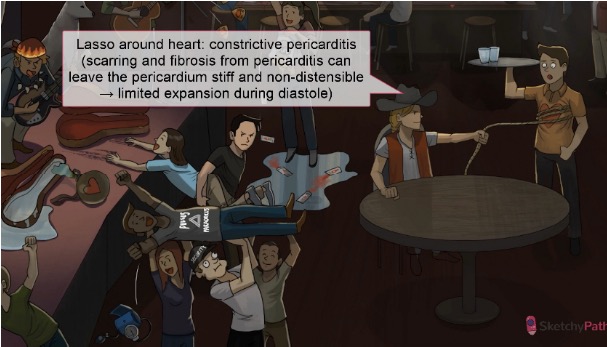 Lasso around heart: constrictive pericarditis
(scarring and fibrosis from pericarditis can
leave the pericardium stiff and non-distensible
→ limited expansion during diastole)
SketchyPath